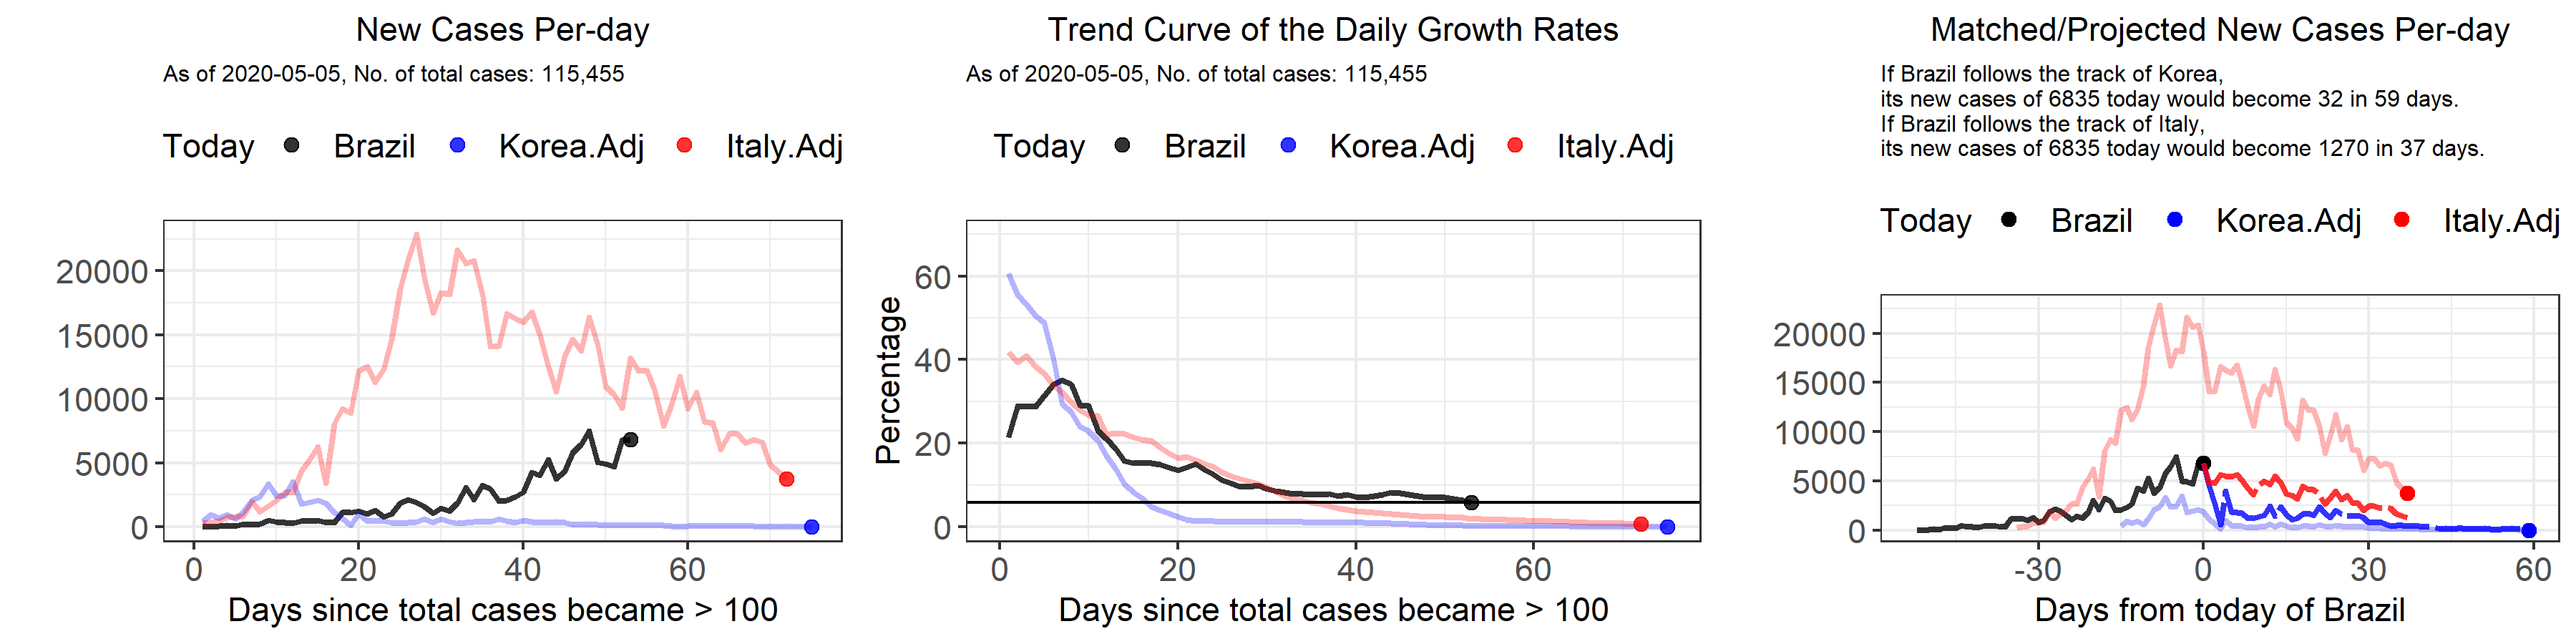 New Cases Per-day
As of 2020-05-05, No. of total cases: 115,455
Today Brazil Korea.Adj Italy.Adj
20000
15000
10000
5000
0
0 20 40 60
Days since total cases became > 100
Trend Curve of the Daily Growth Rates
As of 2020-05-05, No. of total cases: 115,455
Today Brazil Korea.Adj Italy.Adj
Percentage
60
40
20
0
0 20 40 60
Days since total cases became > 100
Matched/Projected New Cases Per-day
If Brazil follows the track of Korea,
its new cases of 6835 today would become 32 in 59 days.
If Brazil follows the track of Italy,
its new cases of 6835 today would become 1270 in 37 days.
Today Brazil Korea.Adj Italy.Adj
20000
15000
10000
5000
0
-30 0 30 60
Days from today of Brazil